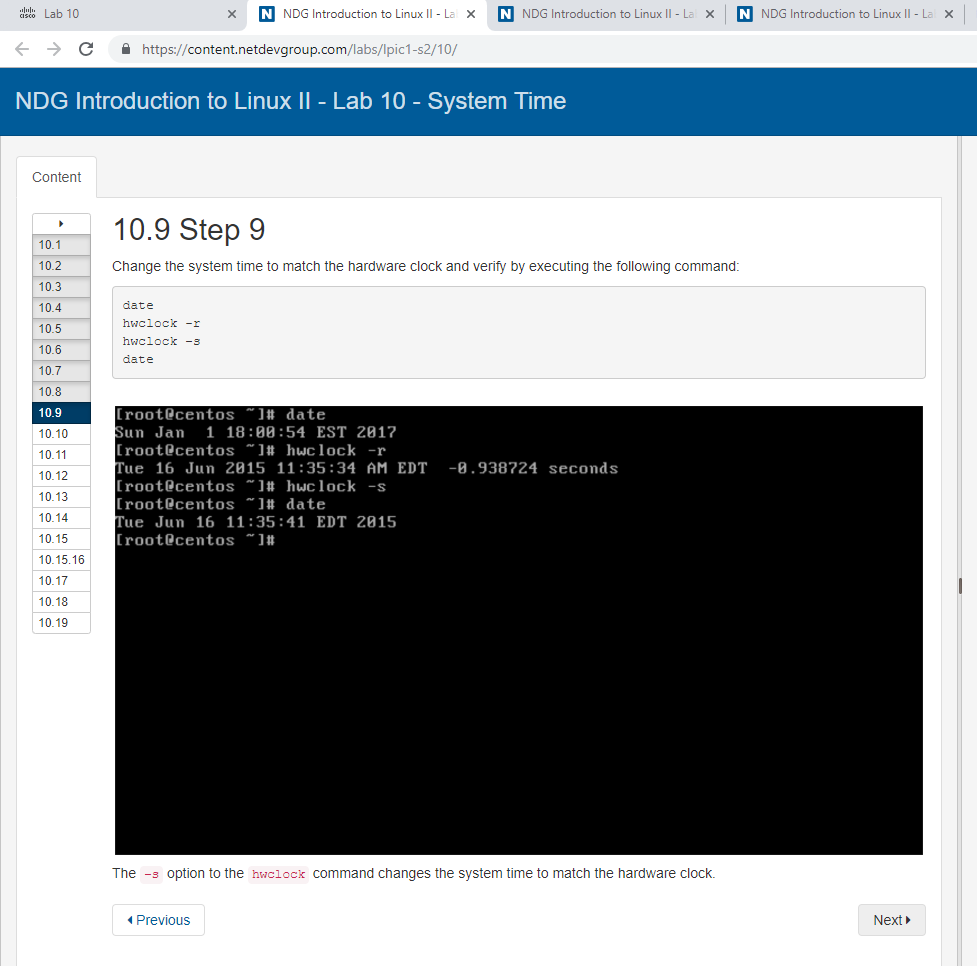 Lab 10
NDG Introduction to Linux II - La
NDG Introduction to Linux II - La
NDG Introduction to Linux II - La
https://content.netdevgroup.com/labs/lpic1-s2/10/
NDG Introduction to Linux II - Lab 10 - System Time
Content
10.1
10.2
10.3
10.4
10.5
10.6
10.7
10.8
10.9
10.10
10.11
10.12
10.13
10.14
10.15
10.15.16
10.17
10.18
10.19
10.9 Step 9
Change the system time to match the hardware clock and verify by executing the following command:
date
hwclock -r
hwclock -s
date
[root@centos ~]# date
Sun Jan  1 18:00:54 EST 2017
[root@centos ~]# hwclock -r
Tue 16 Jun 2015 11:35:34 AM EDT  -0.938724 seconds
[root@centos ~]# hwclock -s
[root@centos ~]# date
Tue Jun 16 11:35:41 EDT 2015
[root@centos ~]#
The -s option to the hwclock command changes the system time to match the hardware clock.
Previous
Next